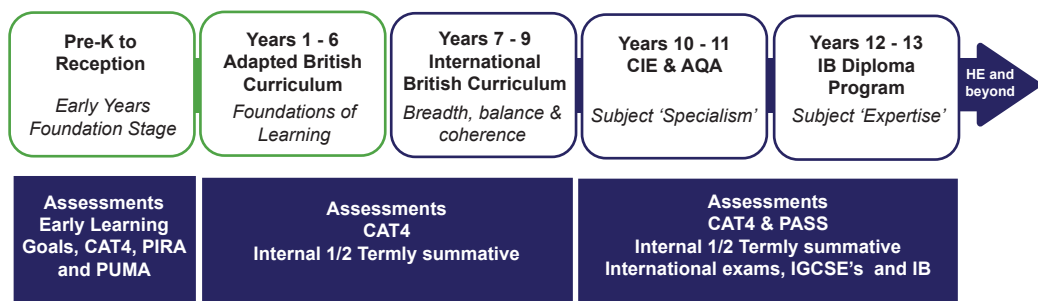 Pre-K to
Reception
Early Years
Foundation Stage
Years 1 - 6
Adapted British
Curriculum
Foundations of
Learning
Years 7 - 9
International
British Curriculum
Breadth, balance &
coherence
Years 10 - 11
CIE & AQA
Subject ‘Specialism’
Years 12 - 13
IB Diploma
Program
Subject ‘Expertise’
HE and
beyond
Assessments
Early Learning
Goals, CAT4, PIRA
and PUMA
Assessments
CAT4
Internal 1/2 Termly summative
Assessments
CAT4 & PASS
Internal 1/2 Termly summative
International exams, IGCSE’s and IB